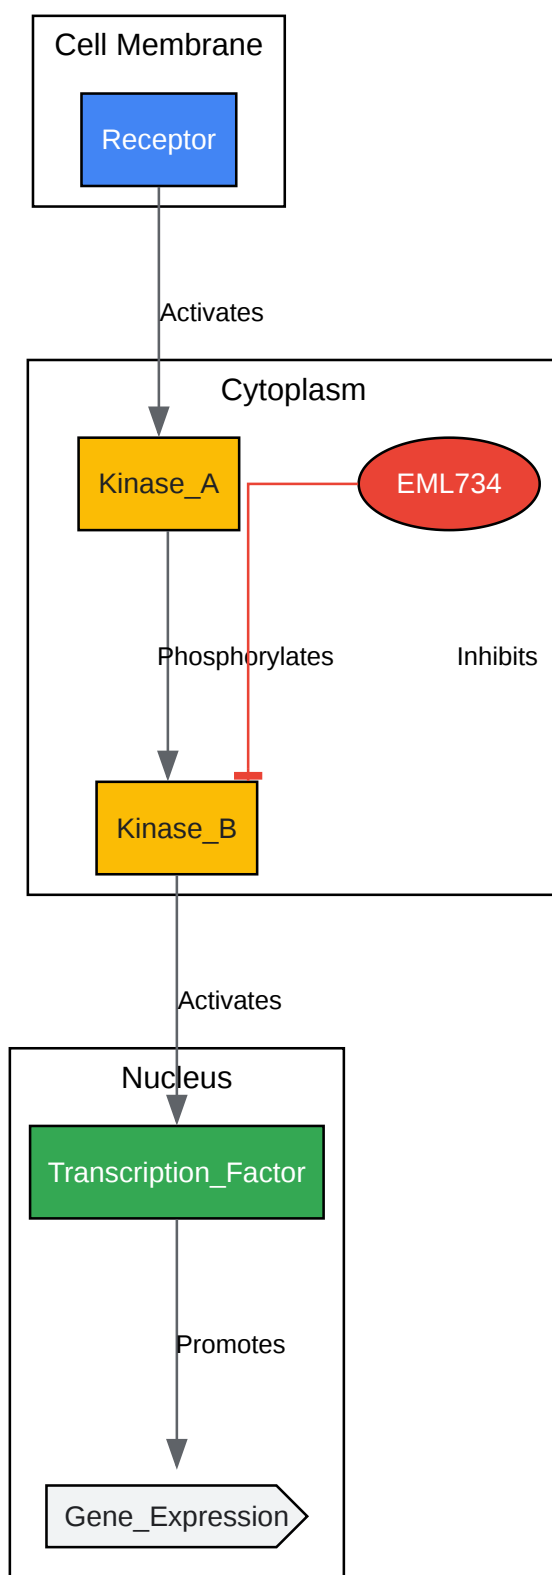 Cell Membrane
Receptor
Activates
Cytoplasm
Kinase_A
EML734
Phosphorylates
Inhibits
Kinase_B
Activates
Nucleus
Transcription_Factor
Promotes
Gene_Expression